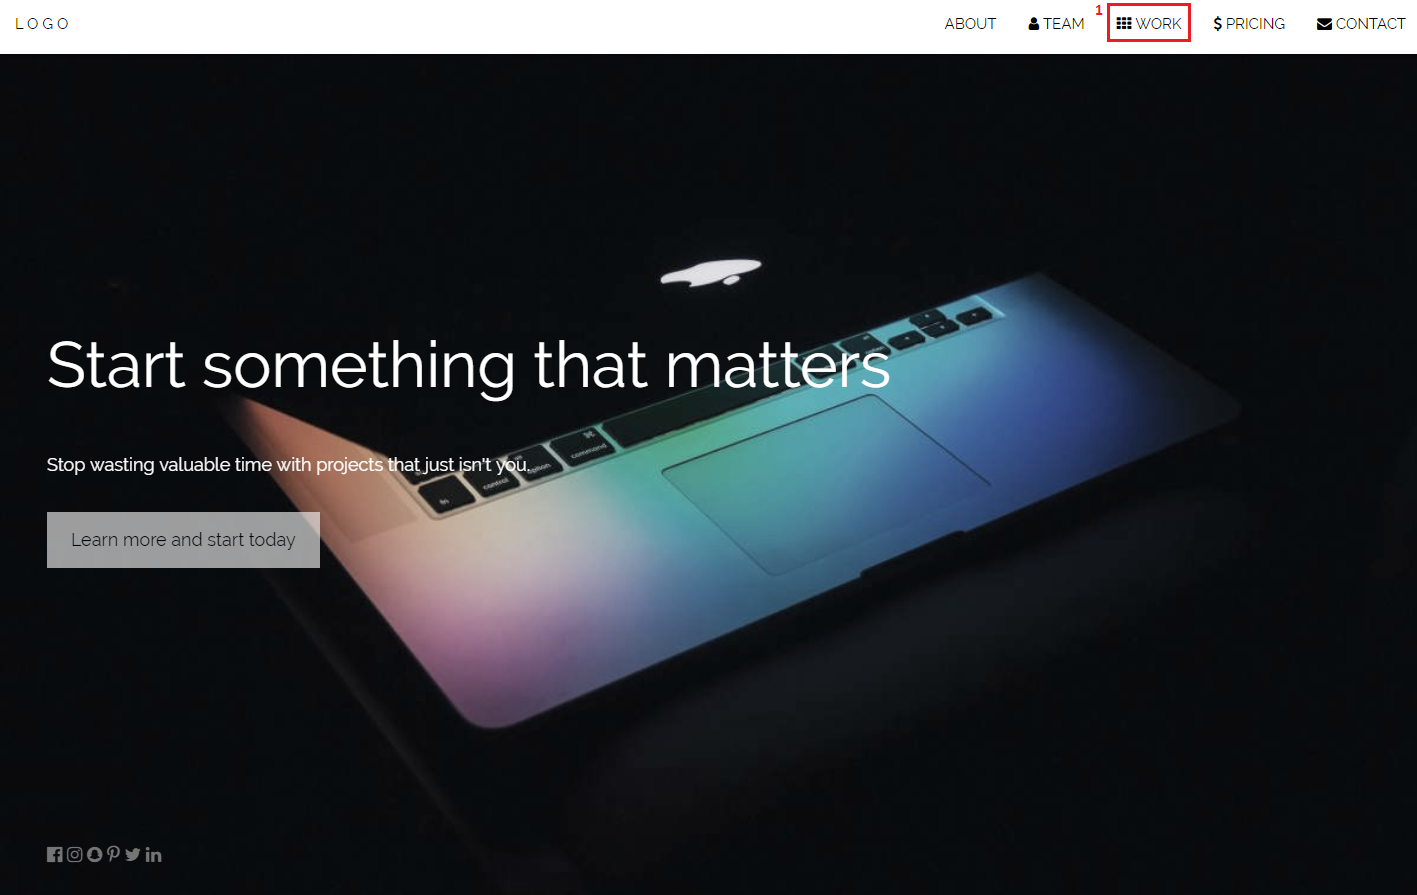 LOGO ABOUT TEAM 1 WORK $ PRICING CONTACT
Start something that matters
Stop wasting valuable time with projects that just isn't you.
Learn more and start today
command
option
control
fn